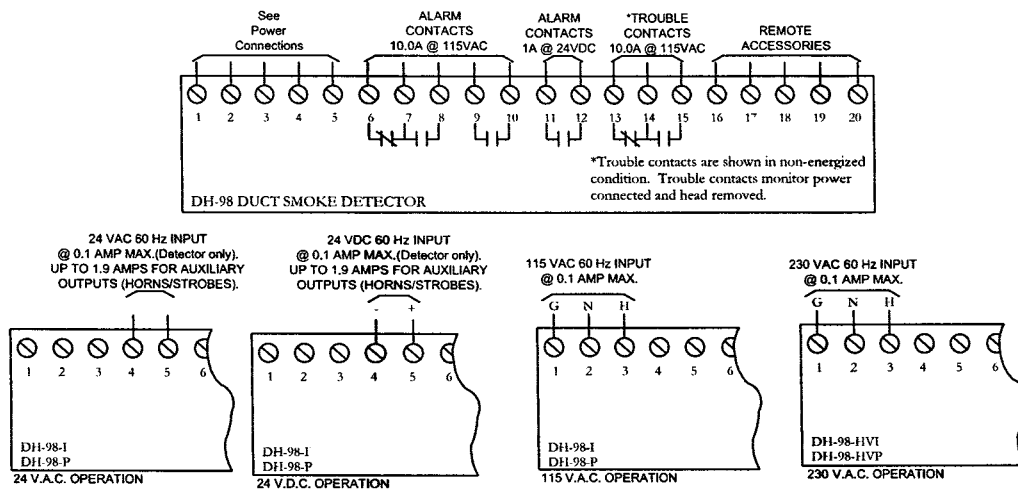 See
Power
Connections
ALARM
CONTACTS
10.0A @ 115VAC
ALARM
CONTACTS
1A @ 24VDC
*TROUBLE
CONTACTS
10.0A @ 115VAC
REMOTE
ACCESSORIES
1 2 3 4 5 6 7 8 9 10 11 12 13 14 15 16 17 18 19 20
*Trouble contacts are shown in non-energized
condition. Trouble contacts monitor power
connected and head removed.
DH-98 DUCT SMOKE DETECTOR
24 VAC 60 Hz INPUT
@ 0.1 AMP MAX.(Detector only).
UP TO 1.9 AMPS FOR AUXILIARY
OUTPUTS (HORNS/STROBES).
1 2 3 4 5 6
DH-98-I
DH-98-P
24 V.A.C. OPERATION
24 VDC 60 Hz INPUT
@ 0.1 AMP MAX.(Detector only).
UP TO 1.9 AMPS FOR AUXILIARY
OUTPUTS (HORNS/STROBES).
- +
1 2 3 4 5 6
DH-98-I
DH-98-P
24 V.D.C. OPERATION
115 VAC 60 Hz INPUT
@ 0.1 AMP MAX.
G N H
1 2 3 4 5 6
DH-98-I
DH-98-P
115 V.A.C. OPERATION
230 VAC 60 Hz INPUT
@ 0.1 AMP MAX.
G N H
1 2 3 4 5 6
DH-98-HVI
DH-98-HVP
230 V.A.C. OPERATION